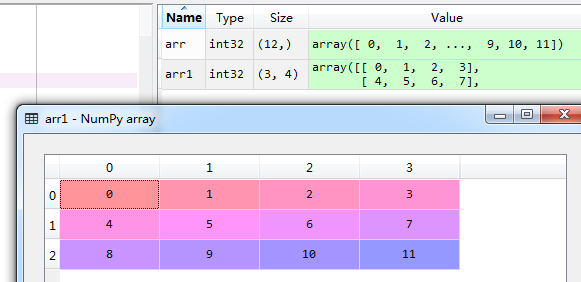 Name Type Size Value
arr int32 (12,) array([ 0, 1, 2, ..., 9, 10, 11])
arr1 int32 (3, 4) array([[ 0, 1, 2, 3],
[ 4, 5, 6, 7],
arr1 - NumPy array
0 1 2 3
0 0 1 2 3
1 4 5 6 7
2 8 9 10 11